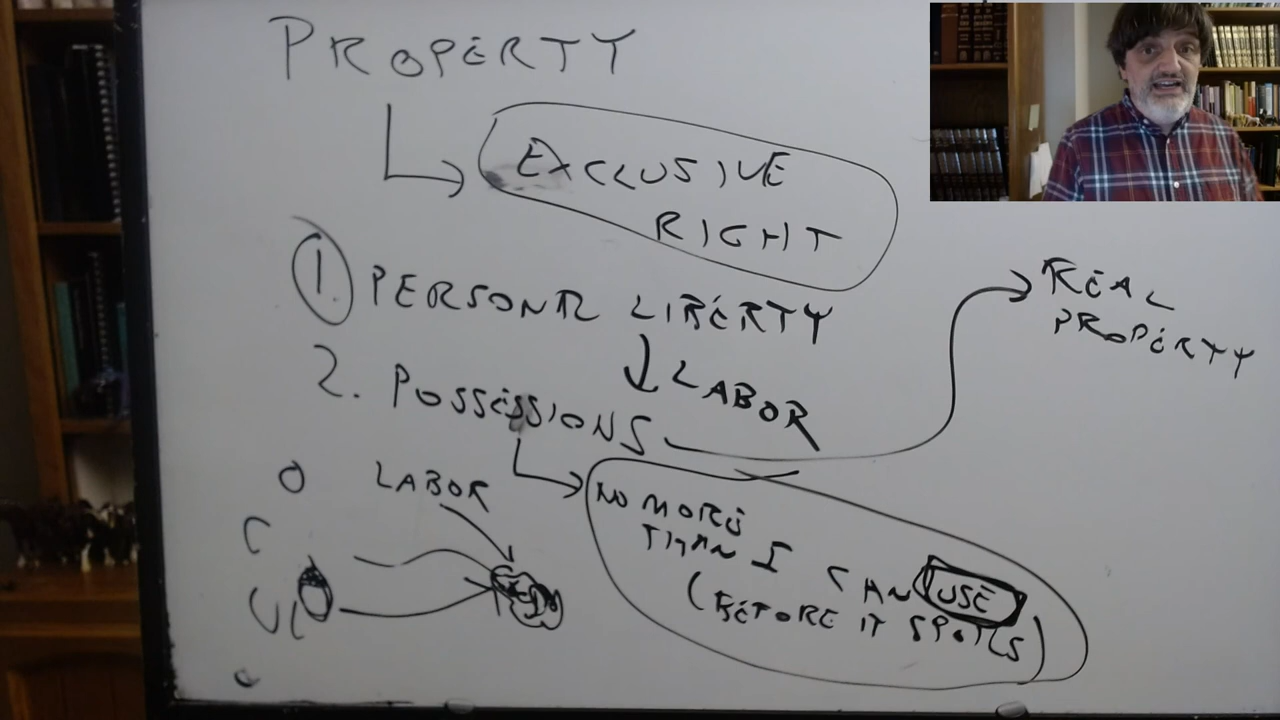 PROPERTY
EXCLUSIVE
RIGHT
1. PERSONAL LIBERTY
REAL
PROPERTY
LABOR
2. POSSESSIONS
LABOR
NO MORE
THAN I CAN USE
(BEFORE IT SPOILS)